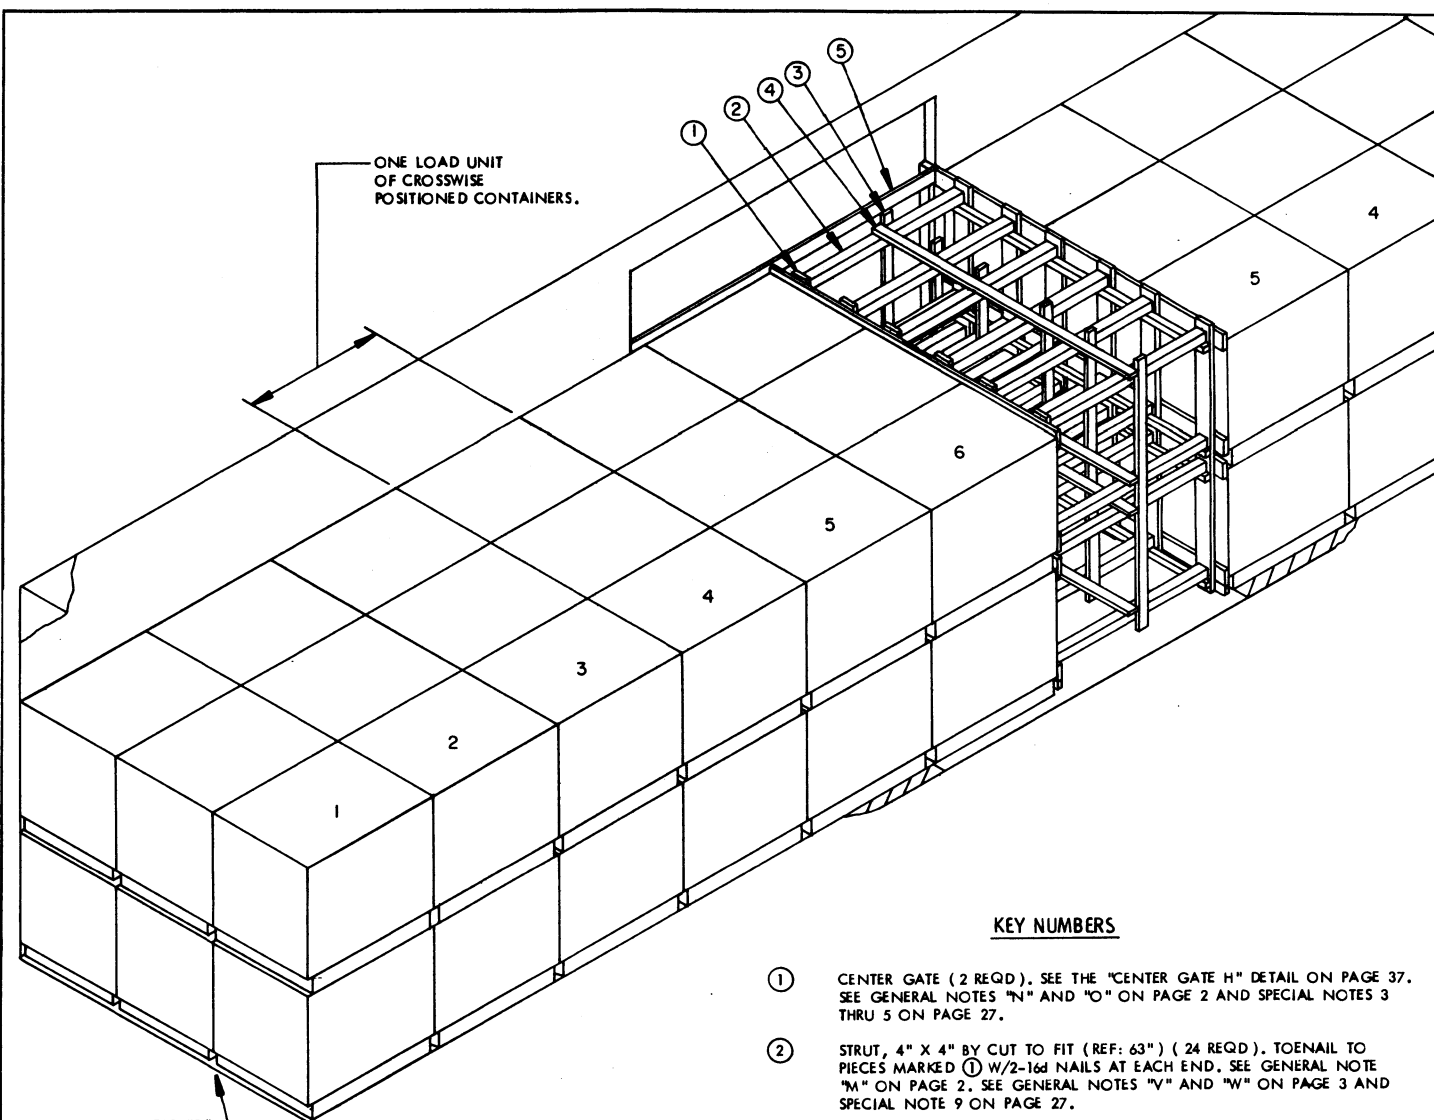 5
3
4
2
1
ONE LOAD UNIT
OF CROSSWISE
POSITIONED CONTAINERS.
4
5
6
5
4
3
2
1
KEY NUMBERS
1 CENTER GATE ( 2 REQD ). SEE THE "CENTER GATE H" DETAIL ON PAGE 37.
SEE GENERAL NOTES "N" AND "O" ON PAGE 2 AND SPECIAL NOTES 3
THRU 5 ON PAGE 27.
2 STRUT, 4" X 4" BY CUT TO FIT ( REF: 63" ) ( 24 REQD ). TOENAIL TO
PIECES MARKED 1 W/2-16d NAILS AT EACH END. SEE GENERAL NOTE
"M" ON PAGE 2. SEE GENERAL NOTES "V" AND "W" ON PAGE 3 AND
SPECIAL NOTE 9 ON PAGE 27.